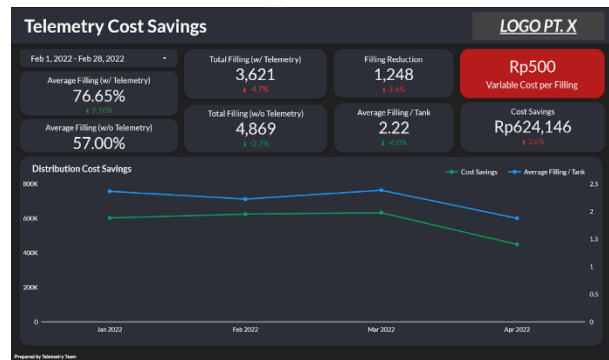 Telemetry Cost Savings
LOGO PT. X
Feb 1, 2022 - Feb 28, 2022
Average Filling (w/ Telemetry)
76.65%
2.10%
Average Filling (w/o Telemetry)
57.00%
Total Filling (w/ Telemetry)
3,621
-4.7%
Total Filling (w/o Telemetry)
4,869
-2.7%
Filling Reduction
1,248
3.6%
Average Filling / Tank
2.22
-6.0%
Rp500
Variable Cost per Filling
Cost Savings
Rp624,146
3.6%
Distribution Cost Savings
Cost Savings
Average Filling / Tank
800K
600K
400K
200K
0
2.5
2
1.5
1
0.5
0
Jan 2022
Feb 2022
Mar 2022
Apr 2022
Prepared by Telemetry Team